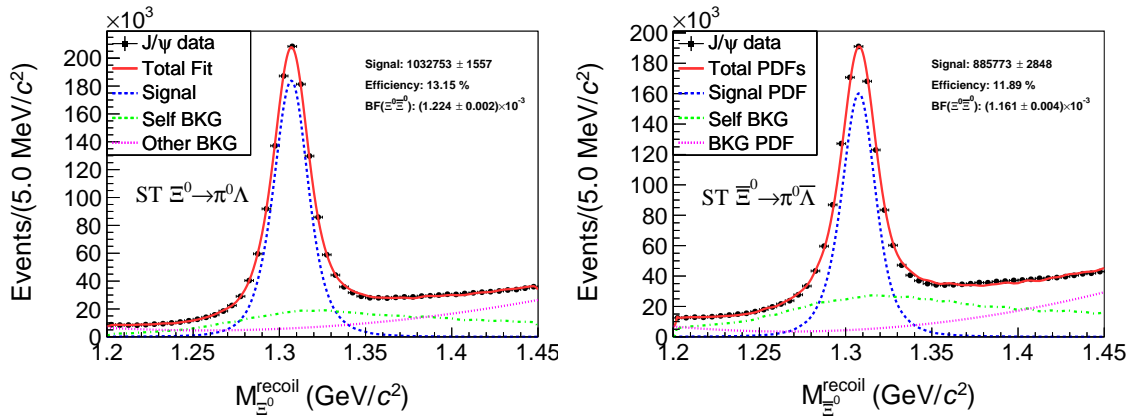 ×10³
220
200
180
160
140
120
100
80
60
40
20
0
Events/(5.0 MeV/c²)
J/ψ data
Total Fit
Signal
Self BKG
Other BKG
Signal: 1032753 ± 1557
Efficiency: 13.15 %
BF(Ξ⁰Ξ̅⁰): (1.224 ± 0.002)×10⁻³
ST Ξ⁰→π⁰Λ
1.2 1.25 1.3 1.35 1.4 1.45
M_Ξ⁰^recoil (GeV/c²)
×10³
200
180
160
140
120
100
80
60
40
20
0
Events/(5.0 MeV/c²)
J/ψ data
Total PDFs
Signal PDF
Self BKG
BKG PDF
Signal: 885773 ± 2848
Efficiency: 11.89 %
BF(Ξ⁰Ξ̅⁰): (1.161 ± 0.004)×10⁻³
ST Ξ̅⁰→π⁰Λ̅
1.2 1.25 1.3 1.35 1.4 1.45
M_Ξ̅⁰^recoil (GeV/c²)